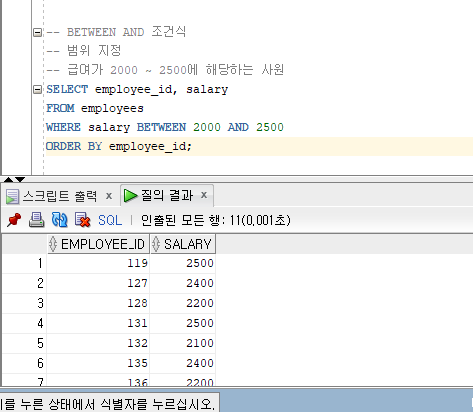 -- BETWEEN AND 조건식
-- 범위 지정
-- 급여가 2000 ~ 2500에 해당하는 사원
SELECT employee_id, salary
FROM employees
WHERE salary BETWEEN 2000 AND 2500
ORDER BY employee_id;
스크립트 출력 x 질의 결과 x
SQL | 인출된 모든 행: 11(0,001초)
EMPLOYEE_ID SALARY
1 119 2500
2 127 2400
3 128 2200
4 131 2500
5 132 2100
6 135 2400
7 136 2200
를 누른 상태에서 식별자를 누르십시오,